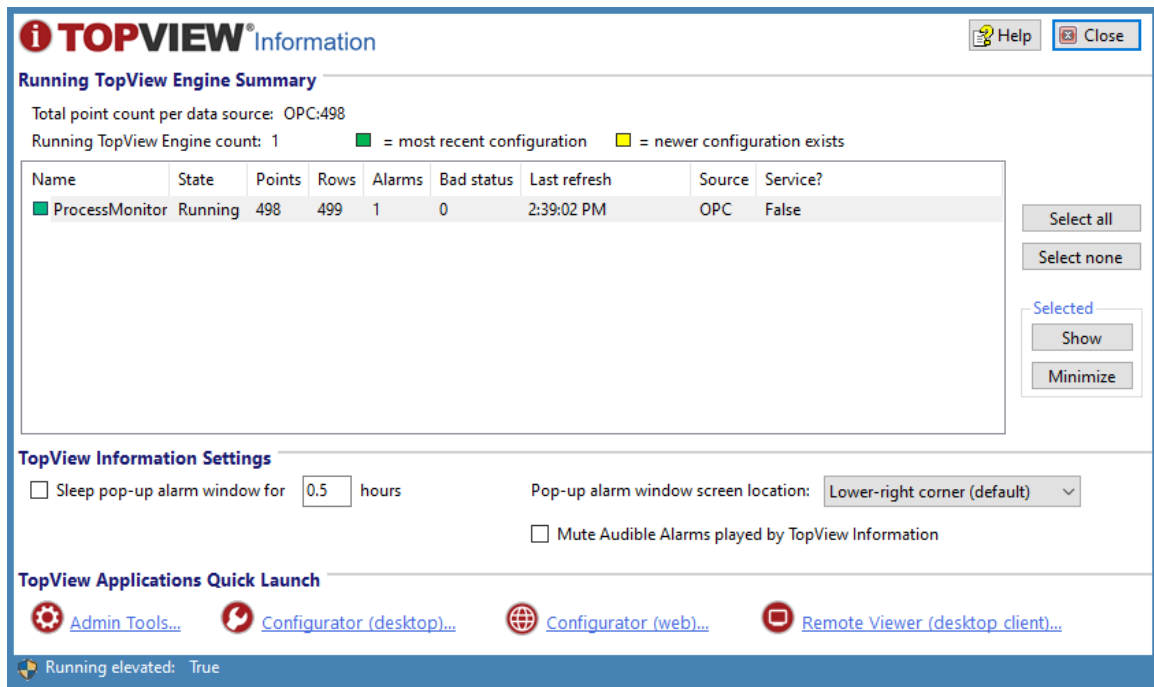 TOPVIEW® Information
Help
Close
Running TopView Engine Summary
Total point count per data source: OPC:498
Running TopView Engine count: 1 = most recent configuration = newer configuration exists
Name State Points Rows Alarms Bad status Last refresh Source Service?
ProcessMonitor Running 498 499 1 0 2:39:02 PM OPC False
Select all
Select none
Selected
Show
Minimize
TopView Information Settings
Sleep pop-up alarm window for 0.5 hours Pop-up alarm window screen location: Lower-right corner (default)
Mute Audible Alarms played by TopView Information
TopView Applications Quick Launch
Admin Tools... Configurator (desktop)... Configurator (web)... Remote Viewer (desktop client)...
Running elevated: True